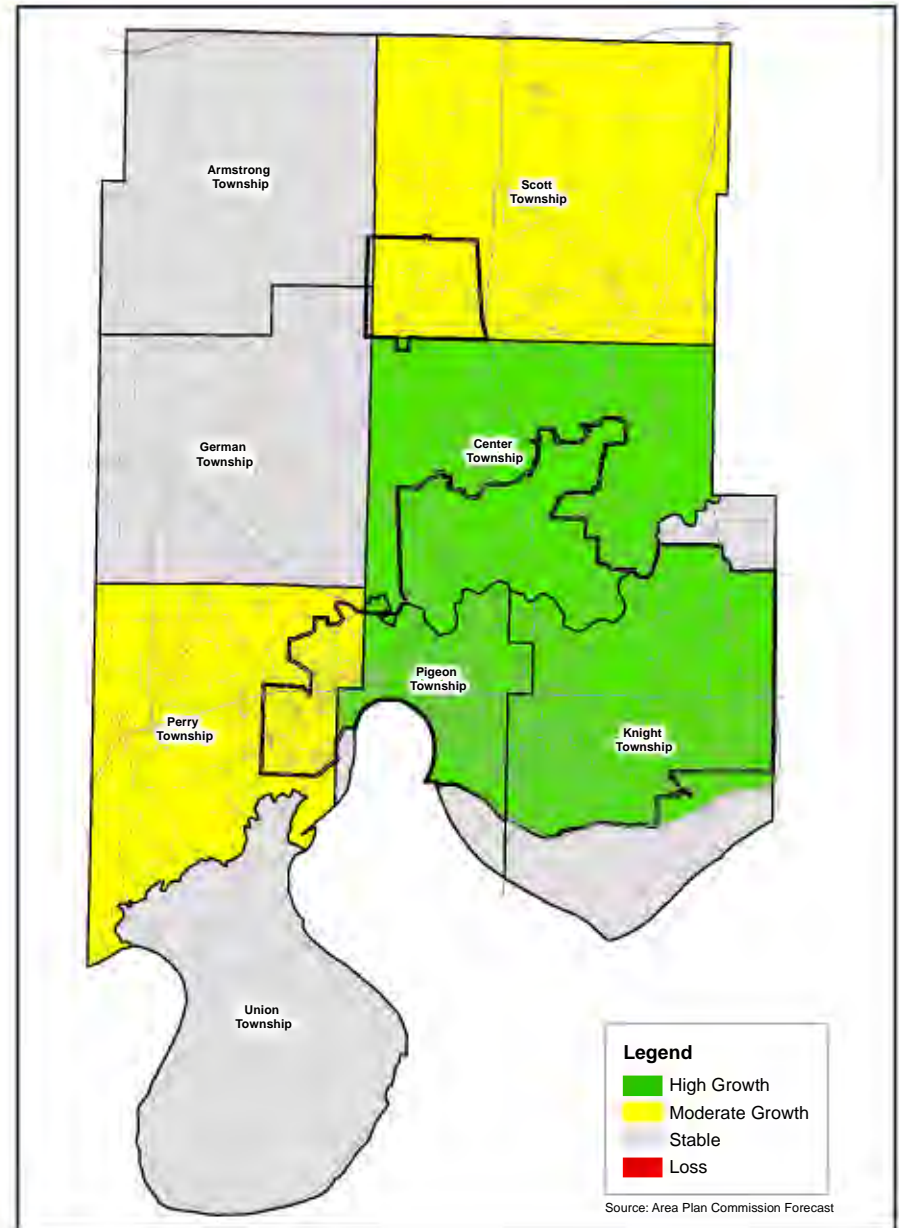 Armstrong
Township
Scott
Township
German
Township
Center
Township
Pigeon
Township
Perry
Township
Knight
Township
Union
Township
Legend
High Growth
Moderate Growth
Stable
Loss
Source: Area Plan Commission Forecast